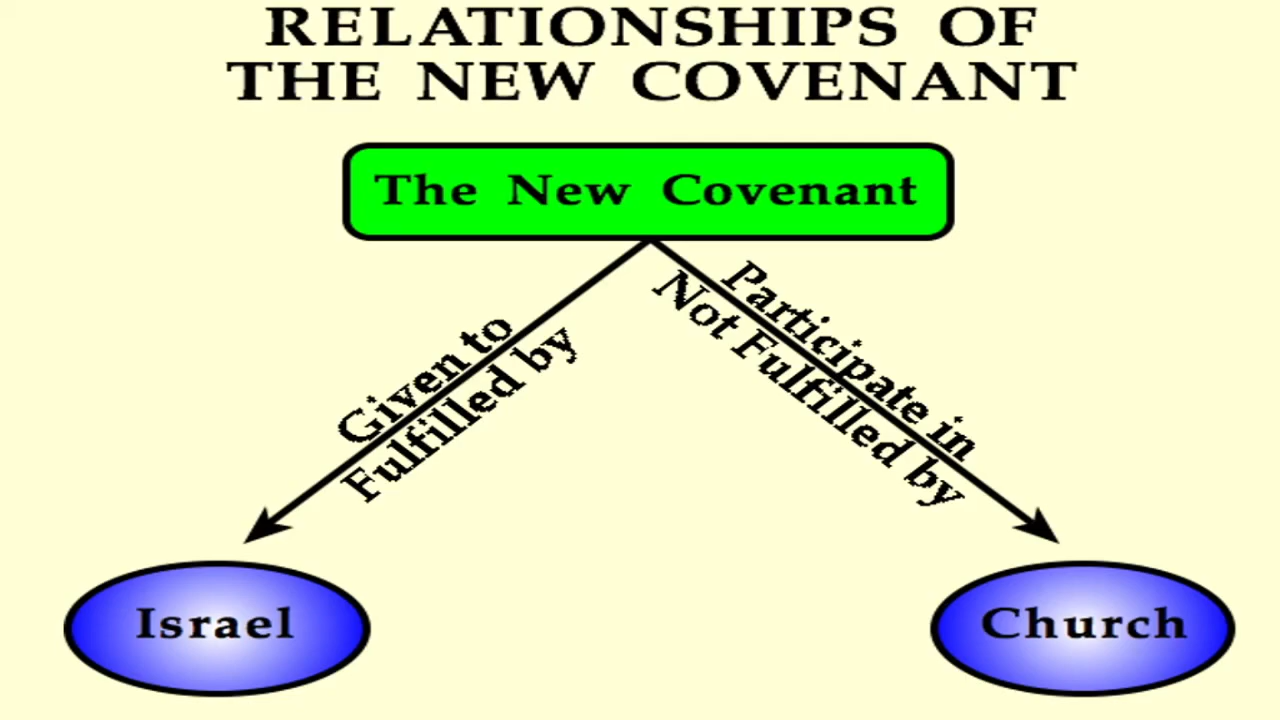 RELATIONSHIPS OF
THE NEW COVENANT
The New Covenant
Given to
Fulfilled by
Participate in
Not Fulfilled by
Israel
Church